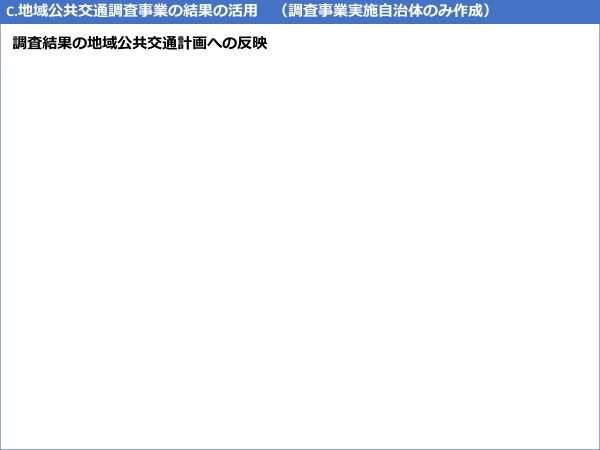 C.地域公共交通調査事業の結果の活用　（調査事業実施自治体のみ作成）
調査結果の地域公共交通計画への反映